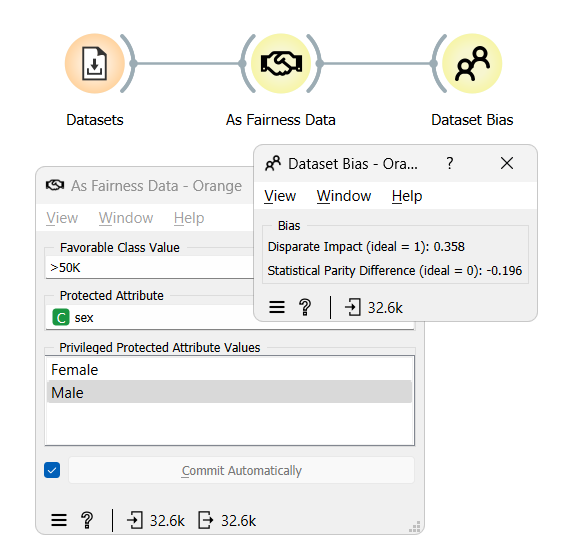 Datasets
As Fairness Data
Dataset Bias
Dataset Bias - Ora... ?
View Window Help
Bias
Disparate Impact (ideal = 1): 0.358
Statistical Parity Difference (ideal = 0): -0.196
32.6k
As Fairness Data - Orange
View Window Help
Favorable Class Value
>50K
Protected Attribute
C sex
Privileged Protected Attribute Values
Female
Male
Commit Automatically
? 32.6k 32.6k